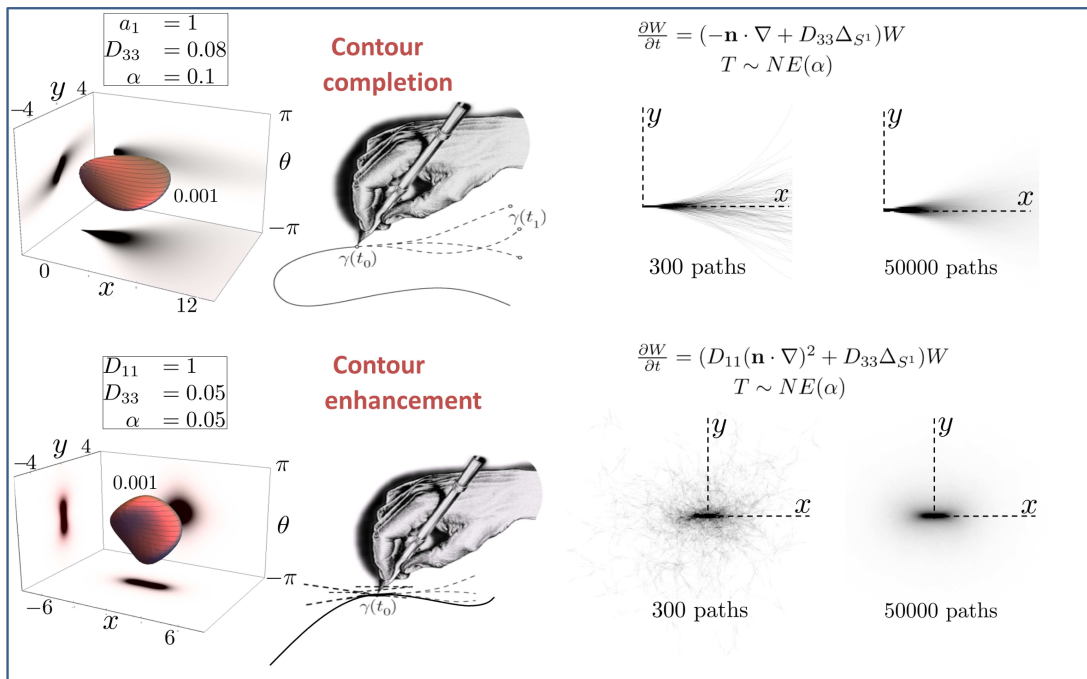 a₁ = 1
D₃₃ = 0.08
α = 0.1
Contour
completion
∂W/∂t = (−n · ∇ + D₃₃Δ_{S¹})W
T ∼ NE(α)
−4 y 4
π
θ
−π
0.001
0 x 12
γ(t₀)
γ(t₁)
y
x
300 paths
y
x
50000 paths
D₁₁ = 1
D₃₃ = 0.05
α = 0.05
Contour
enhancement
∂W/∂t = (D₁₁(n · ∇)² + D₃₃Δ_{S¹})W
T ∼ NE(α)
−4 y 4
π
θ
−π
0.001
−6 x 6
γ(t₀)
y
x
300 paths
y
x
50000 paths